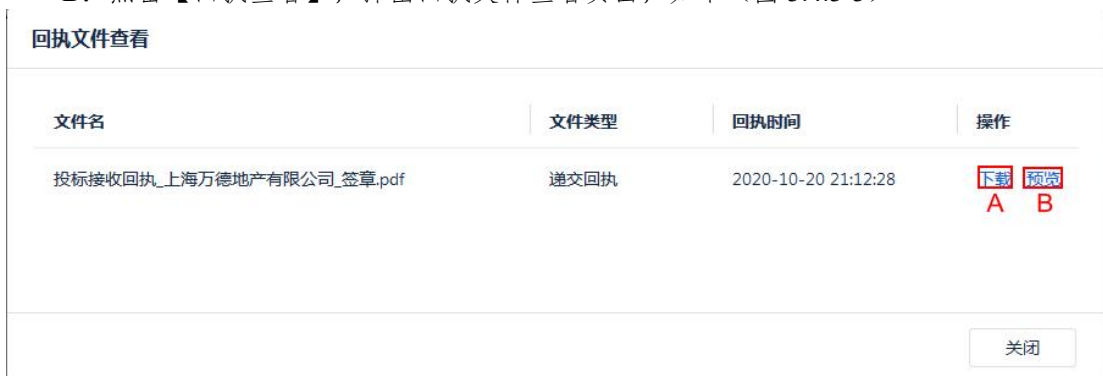 回执文件查看
文件名 文件类型 回执时间 操作
投标接收回执_上海万德地产有限公司_签章.pdf 递交回执 2020-10-20 21:12:28 下载 预览
A B
关闭